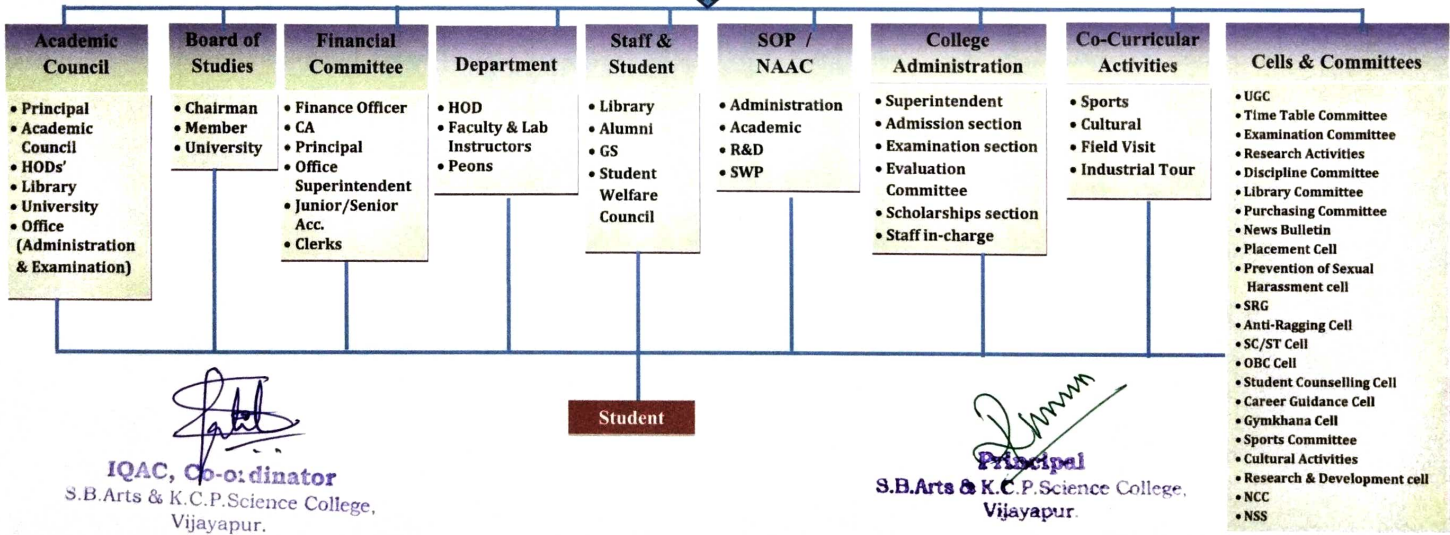 Academic
Council
• Principal
• Academic
Council
• HODs'
• Library
• University
• Office
(Administration
& Examination)
Board of
Studies
• Chairman
• Member
• University
Financial
Committee
• Finance Officer
• CA
• Principal
• Office
Superintendent
• Junior/Senior
Acc.
• Clerks
Department
• HOD
• Faculty & Lab
Instructors
• Peons
Staff &
Student
• Library
• Alumni
• GS
• Student
Welfare
Council
SOP /
NAAC
• Administration
• Academic
• R&D
• SWP
College
Administration
• Superintendent
• Admission section
• Examination section
• Evaluation
Committee
• Scholarships section
• Staff in-charge
Co-Curricular
Activities
• Sports
• Cultural
• Field Visit
• Industrial Tour
Cells & Committees
• UGC
• Time Table Committee
• Examination Committee
• Research Activities
• Discipline Committee
• Library Committee
• Purchasing Committee
• News Bulletin
• Placement Cell
• Prevention of Sexual
Harassment cell
• SRG
• Anti-Ragging Cell
• SC/ST Cell
• OBC Cell
• Student Counselling Cell
• Career Guidance Cell
• Gymkhana Cell
• Sports Committee
• Cultural Activities
• Research & Development cell
• NCC
• NSS
Student
IQAC, Co-ordinator
S.B.Arts & K.C.P.Science College,
Vijayapur.
Principal
S.B.Arts & K.C.P.Science College,
Vijayapur.